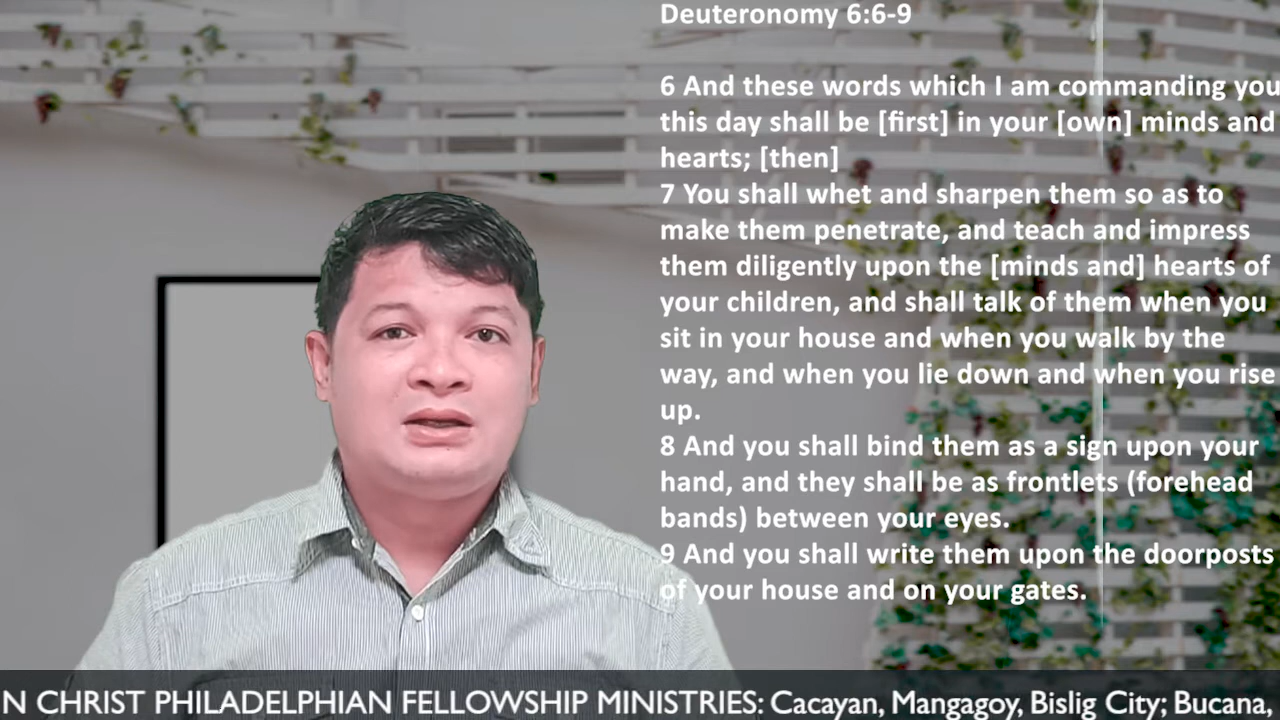 Deuteronomy 6:6-9
6 And these words which I am commanding you
this day shall be [first] in your [own] minds and
hearts; [then]
7 You shall whet and sharpen them so as to
make them penetrate, and teach and impress
them diligently upon the [minds and] hearts of
your children, and shall talk of them when you
sit in your house and when you walk by the
way, and when you lie down and when you rise
up.
8 And you shall bind them as a sign upon your
hand, and they shall be as frontlets (forehead
bands) between your eyes.
9 And you shall write them upon the doorposts
of your house and on your gates.
N CHRIST PHILADELPHIAN FELLOWSHIP MINISTRIES: Cacayan, Mangagoy, Bislig City; Bucana,